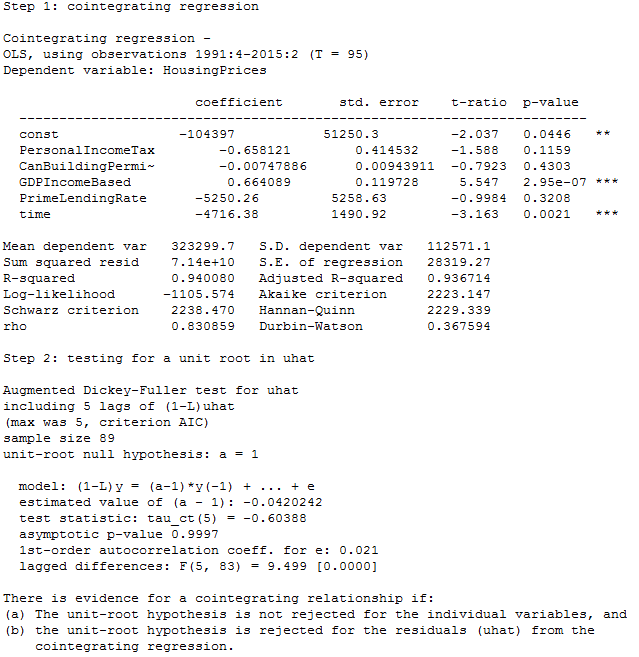 Step 1: cointegrating regression
Cointegrating regression -
OLS, using observations 1991:4-2015:2 (T = 95)
Dependent variable: HousingPrices
coefficient std. error t-ratio p-value
---------------------------------------------------------------------------
const -104397 51250.3 -2.037 0.0446 **
PersonalIncomeTax -0.658121 0.414532 -1.588 0.1159
CanBuildingPermi~ -0.00747886 0.00943911 -0.7923 0.4303
GDPIncomeBased 0.664089 0.119728 5.547 2.95e-07 ***
PrimeLendingRate -5250.26 5258.63 -0.9984 0.3208
time -4716.38 1490.92 -3.163 0.0021 ***
Mean dependent var 323299.7 S.D. dependent var 112571.1
Sum squared resid 7.14e+10 S.E. of regression 28319.27
R-squared 0.940080 Adjusted R-squared 0.936714
Log-likelihood -1105.574 Akaike criterion 2223.147
Schwarz criterion 2238.470 Hannan-Quinn 2229.339
rho 0.830859 Durbin-Watson 0.367594
Step 2: testing for a unit root in uhat
Augmented Dickey-Fuller test for uhat
including 5 lags of (1-L)uhat
(max was 5, criterion AIC)
sample size 89
unit-root null hypothesis: a = 1
model: (1-L)y = (a-1)*y(-1) + ... + e
estimated value of (a - 1): -0.0420242
test statistic: tau_ct(5) = -0.60388
asymptotic p-value 0.9997
1st-order autocorrelation coeff. for e: 0.021
lagged differences: F(5, 83) = 9.499 [0.0000]
There is evidence for a cointegrating relationship if:
(a) The unit-root hypothesis is not rejected for the individual variables, and
(b) the unit-root hypothesis is rejected for the residuals (uhat) from the
cointegrating regression.